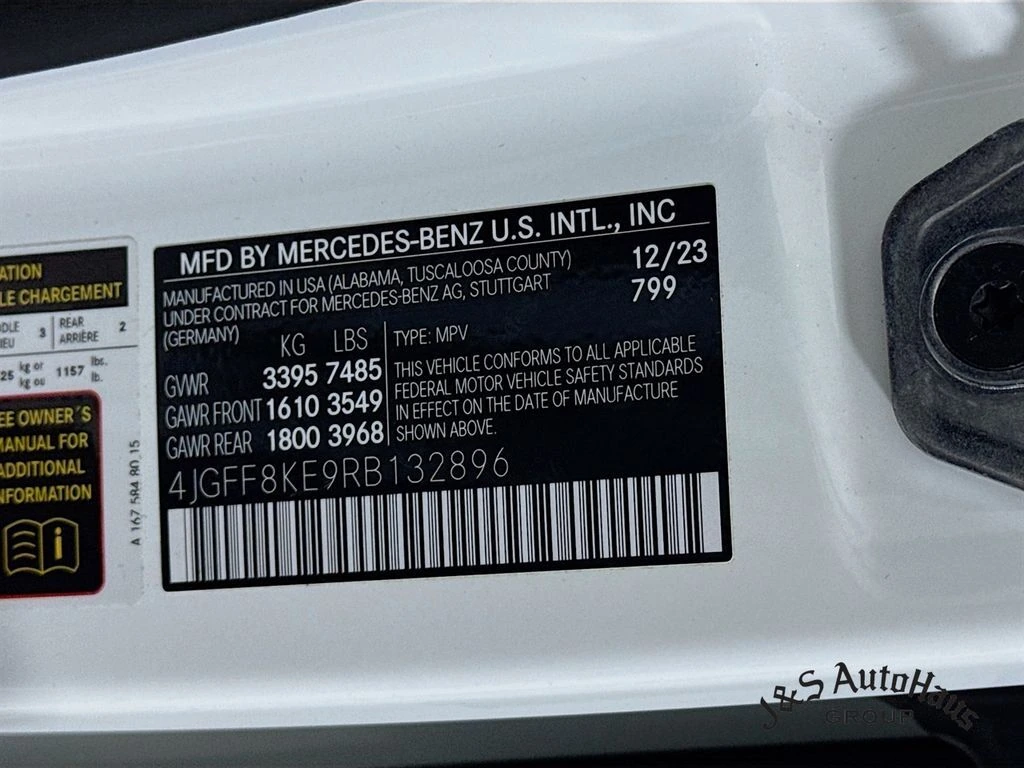 ATION
LE CHARGEMENT
3 REAR ARRIÈRE 2
kg or kg ou 1157 lbs. lb.
OWNER´S
MANUAL FOR
ADDITIONAL
INFORMATION
i
A 167 584 80 15
MFD BY MERCEDES-BENZ U.S. INTL., INC
MANUFACTURED IN USA (ALABAMA, TUSCALOOSA COUNTY) 12/23
UNDER CONTRACT FOR MERCEDES-BENZ AG, STUTTGART 799
(GERMANY)
KG LBS TYPE: MPV
GVWR 3395 7485 THIS VEHICLE CONFORMS TO ALL APPLICABLE
FEDERAL MOTOR VEHICLE SAFETY STANDARDS
GAWR FRONT 1610 3549 IN EFFECT ON THE DATE OF MANUFACTURE
GAWR REAR 1800 3968 SHOWN ABOVE.
4JGFF8KE9RB132896
J&S AutoHaus
GROUP